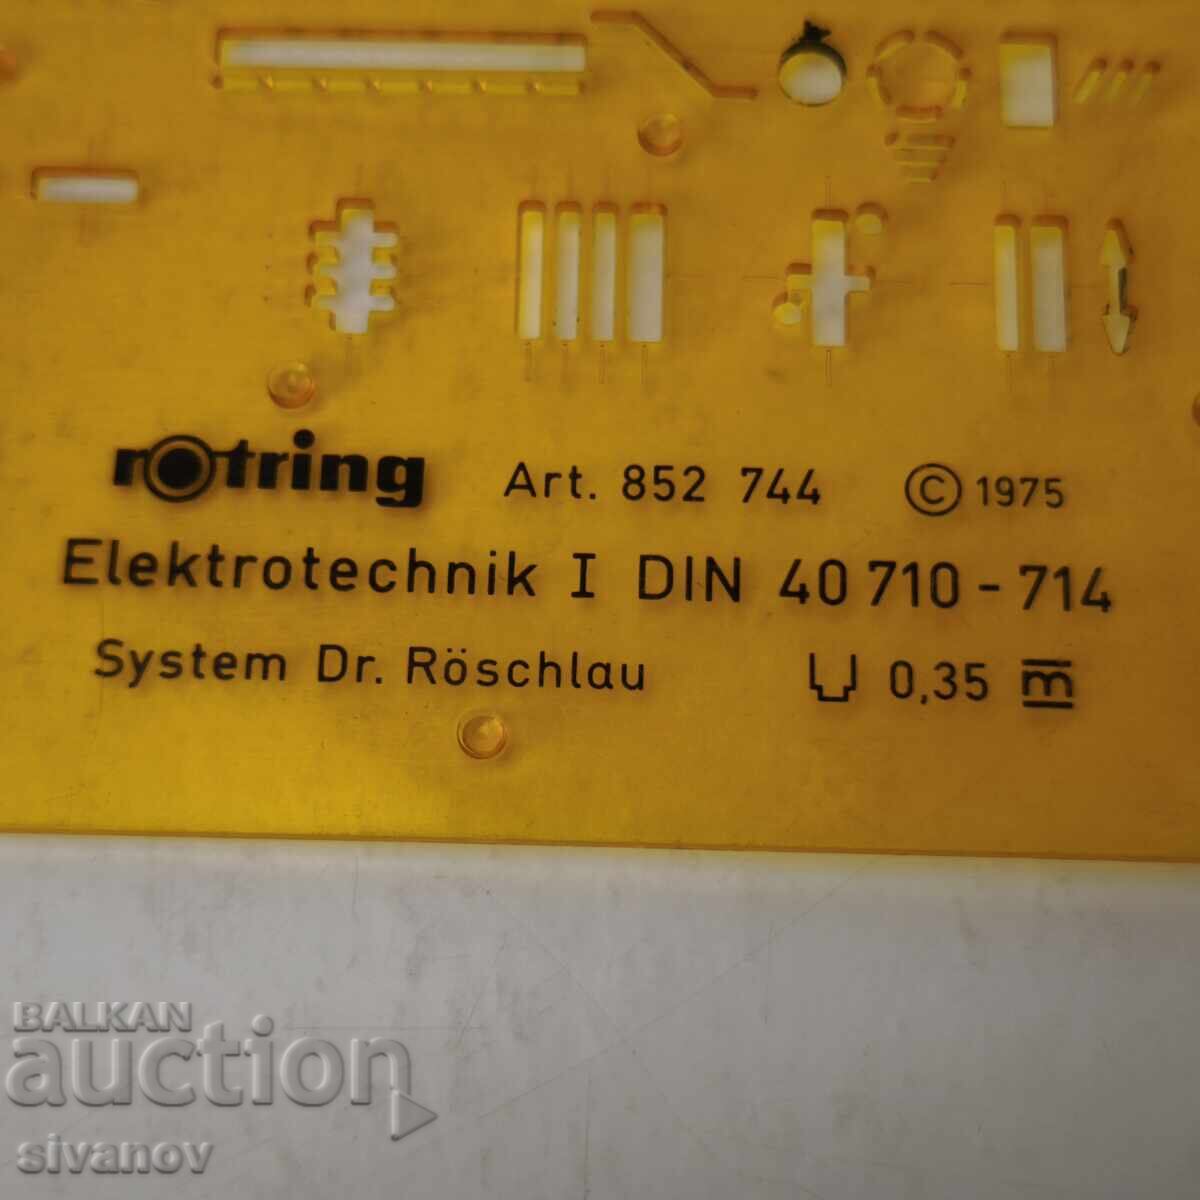 rotring Art. 852 744 © 1975
Elektrotechnik I DIN 40 710 - 714
System Dr. Röschlau 0,35 m
BALKAN
auction
sivanov